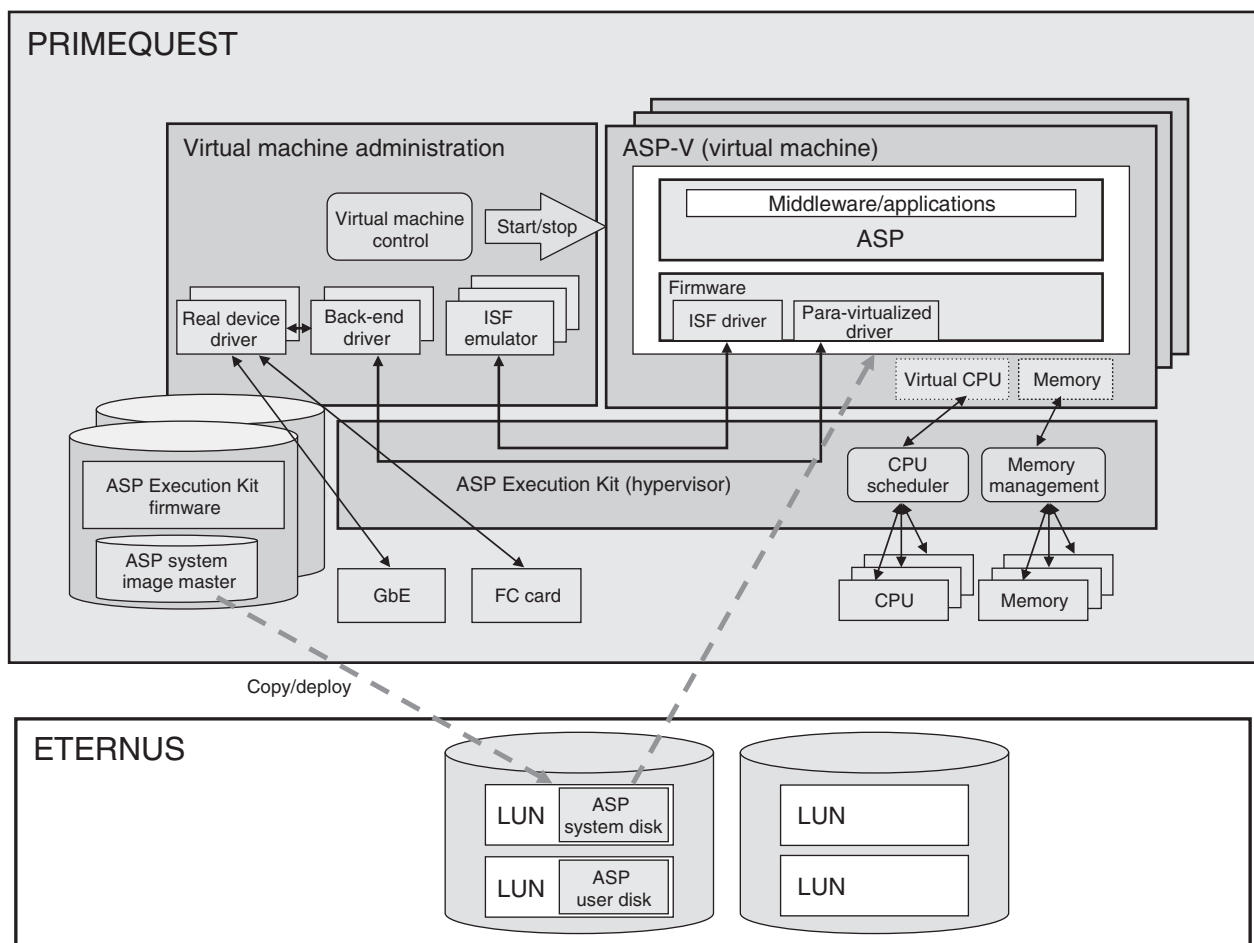 PRIMEQUEST
Virtual machine administration
Virtual machine
control
Start/stop
Real device
driver
Back-end
driver
ISF
emulator
ASP-V (virtual machine)
Middleware/applications
ASP
Firmware
ISF driver
Para-virtualized
driver
Virtual CPU
Memory
ASP Execution Kit
firmware
ASP system
image master
ASP Execution Kit (hypervisor)
CPU
scheduler
Memory
management
GbE
FC card
CPU
Memory
Copy/deploy
ETERNUS
LUN
ASP
system disk
LUN
ASP
user disk
LUN
LUN